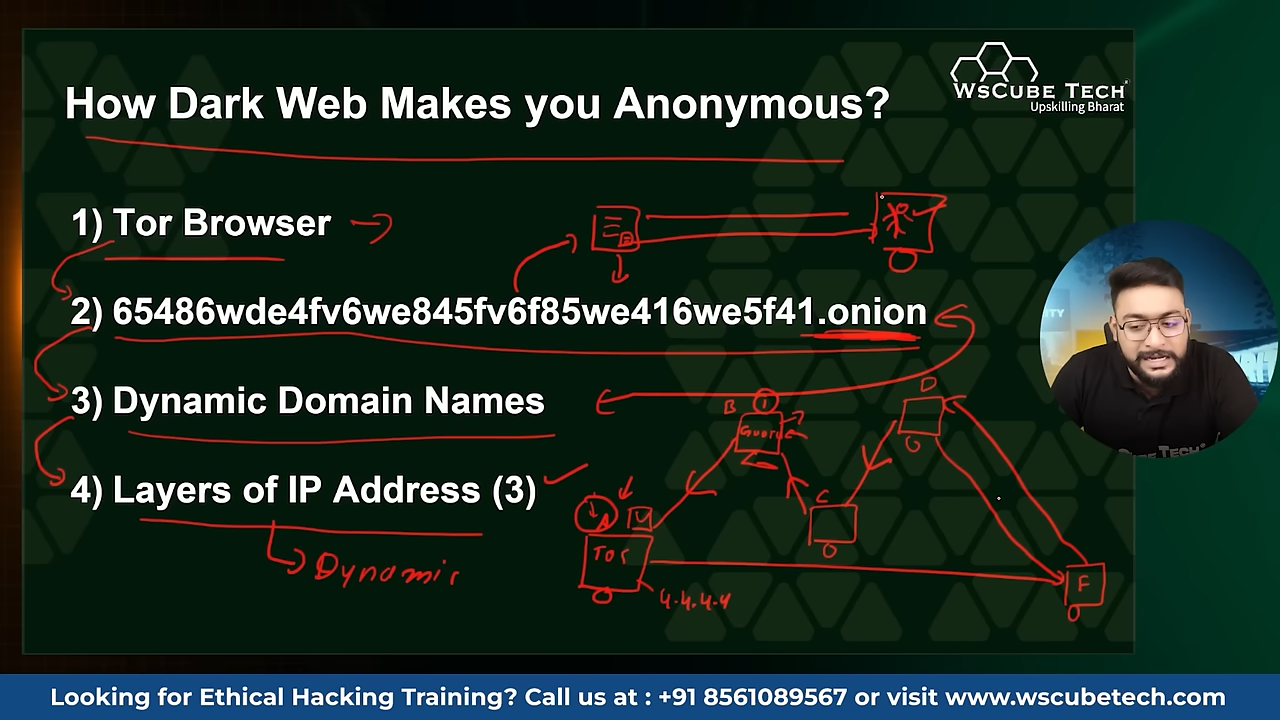 How Dark Web Makes you Anonymous?
WsCube Tech
Upskilling Bharat
1) Tor Browser
2) 65486wde4fv6we845fv6f85we416we5f41.onion
3) Dynamic Domain Names
B
1
D
Guard
4) Layers of IP Address (3)
C
Tor
Dynamic
4.4.4.4
F
Looking for Ethical Hacking Training? Call us at : +91 8561089567 or visit www.wscubetech.com